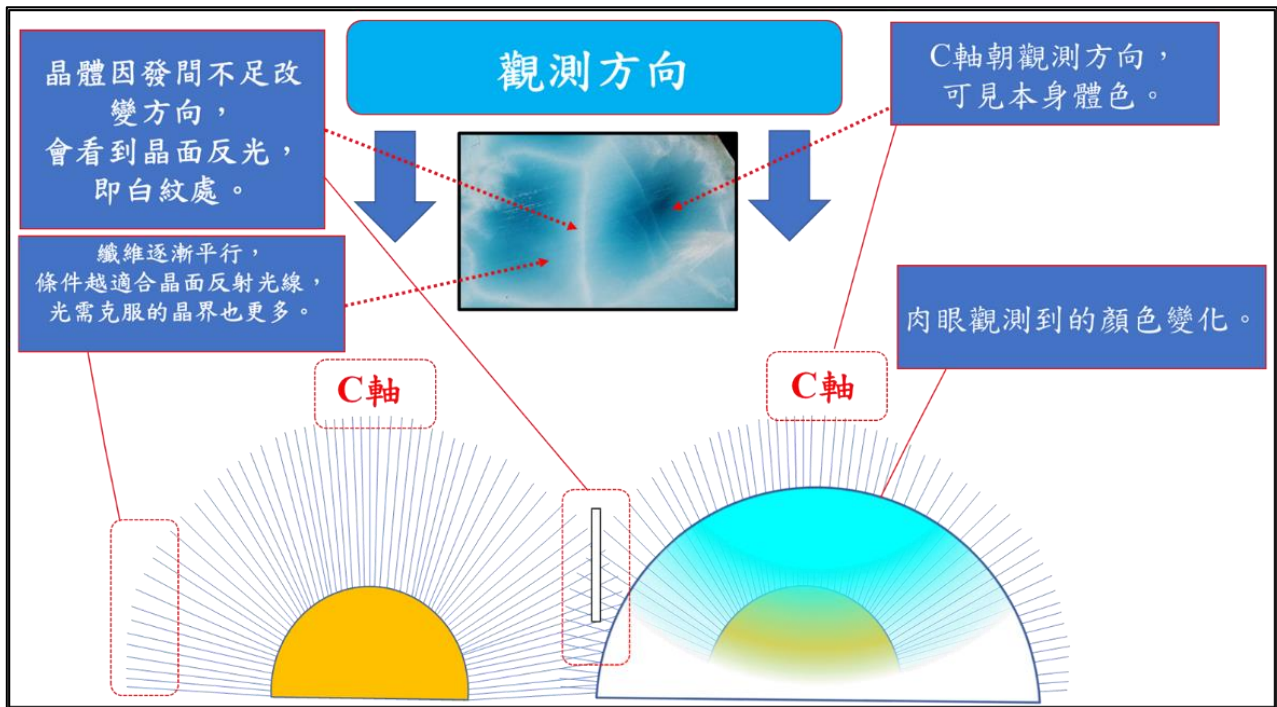 觀測方向
晶體因發間不足改
變方向，
會看到晶面反光，
即白紋處。
C軸朝觀測方向，
可見本身體色。
纖維逐漸平行，
條件越適合晶面反射光線，
光需克服的晶界也更多。
肉眼觀測到的顏色變化。
C軸
C軸